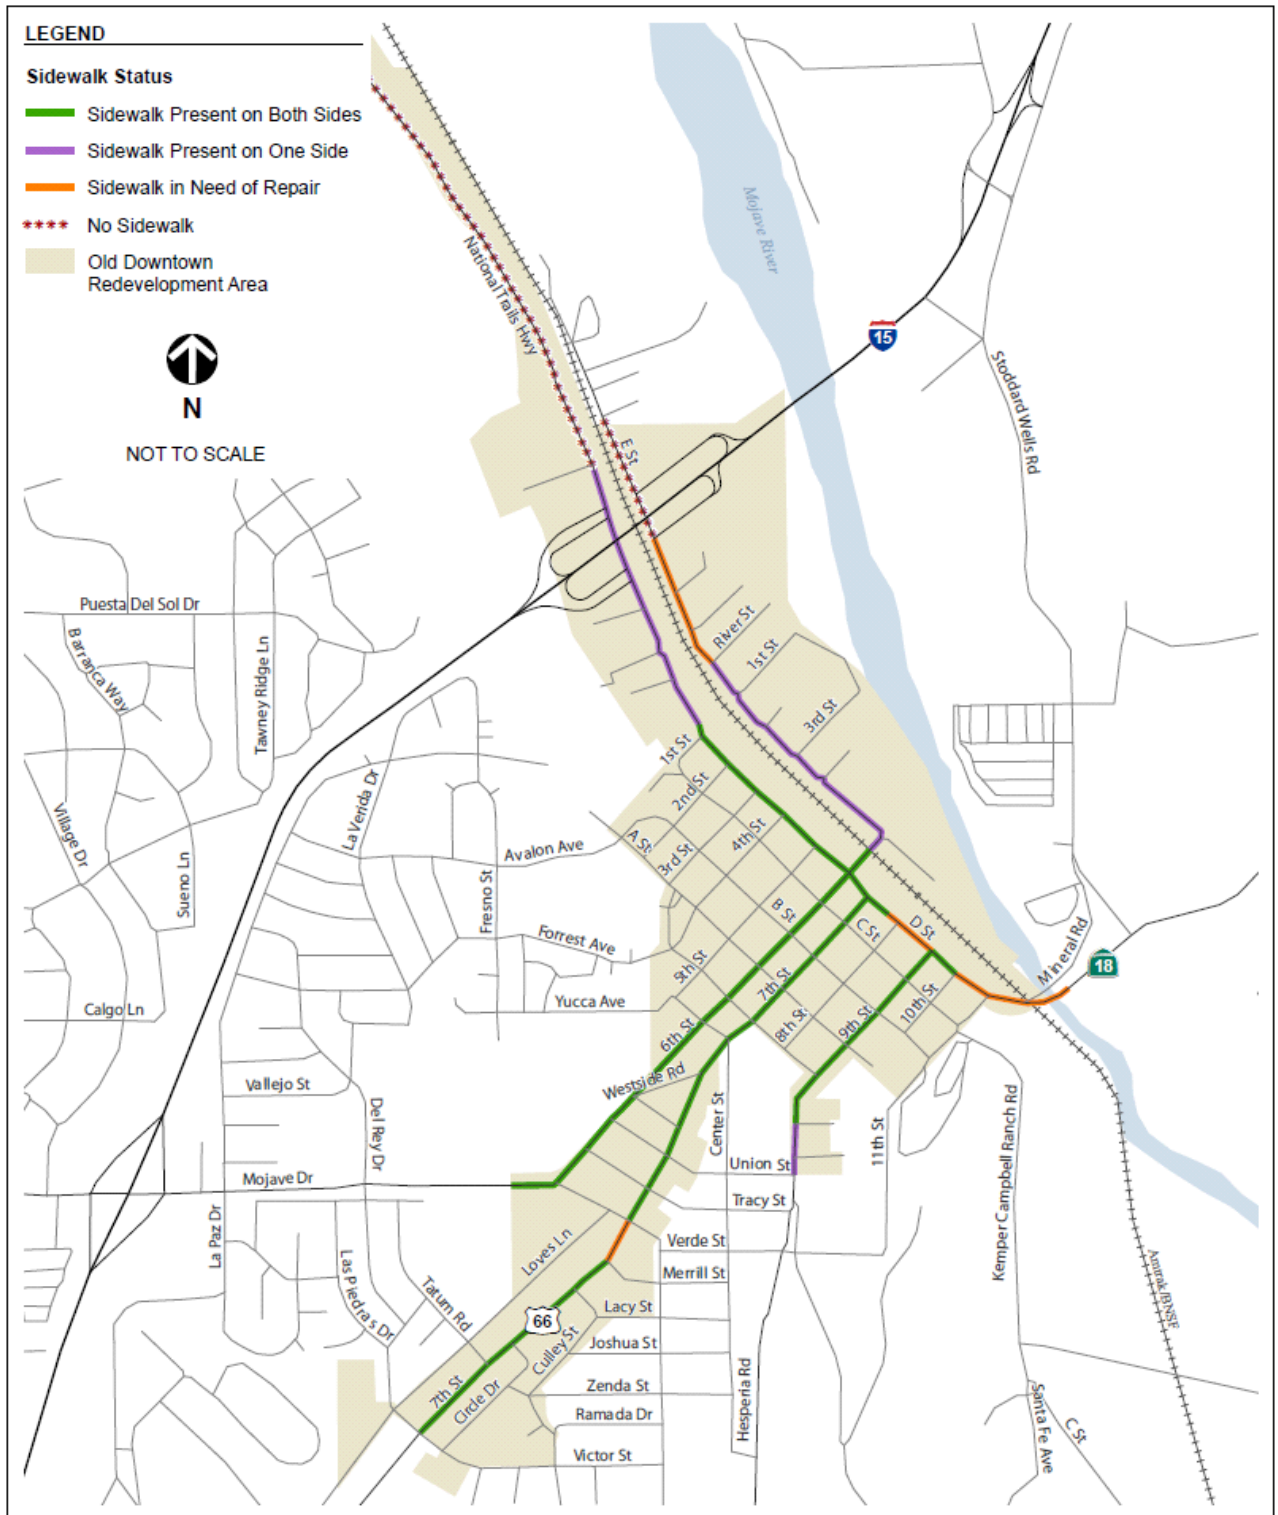 LEGEND
Sidewalk Status
Sidewalk Present on Both Sides
Sidewalk Present on One Side
Sidewalk in Need of Repair
No Sidewalk
Old Downtown
Redevelopment Area
N
NOT TO SCALE
National Trails Hwy
Mojave River
15
Stoddard Wells Rd
E St
Puesta Del Sol Dr
Barranca Way
Tawney Ridge Ln
River St
1st St
3rd St
1st St
2nd St
La Verida Dr
Village Dr
4th St
A St
3rd St
Avalon Ave
Sueno Ln
Fresno St
B St
C St
D St
Forrest Ave
Mineral Rd
18
5th St
7th St
Yucca Ave
Calgo Ln
10th St
8th St
9th St
6th St
Westside Rd
Vallejo St
Del Rey Dr
Center St
11th St
Kemper Campbell Ranch Rd
Union St
Mojave Dr
Tracy St
La Paz Dr
Loves Ln
Verde St
Las Piedras Dr
Merrill St
Amtrak/BNSF
Tatum Rd
Lacy St
66
Culley St
Joshua St
7th St
Circle Dr
Zenda St
Hesperia Rd
Ramada Dr
Santa Fe Ave
C St
Victor St